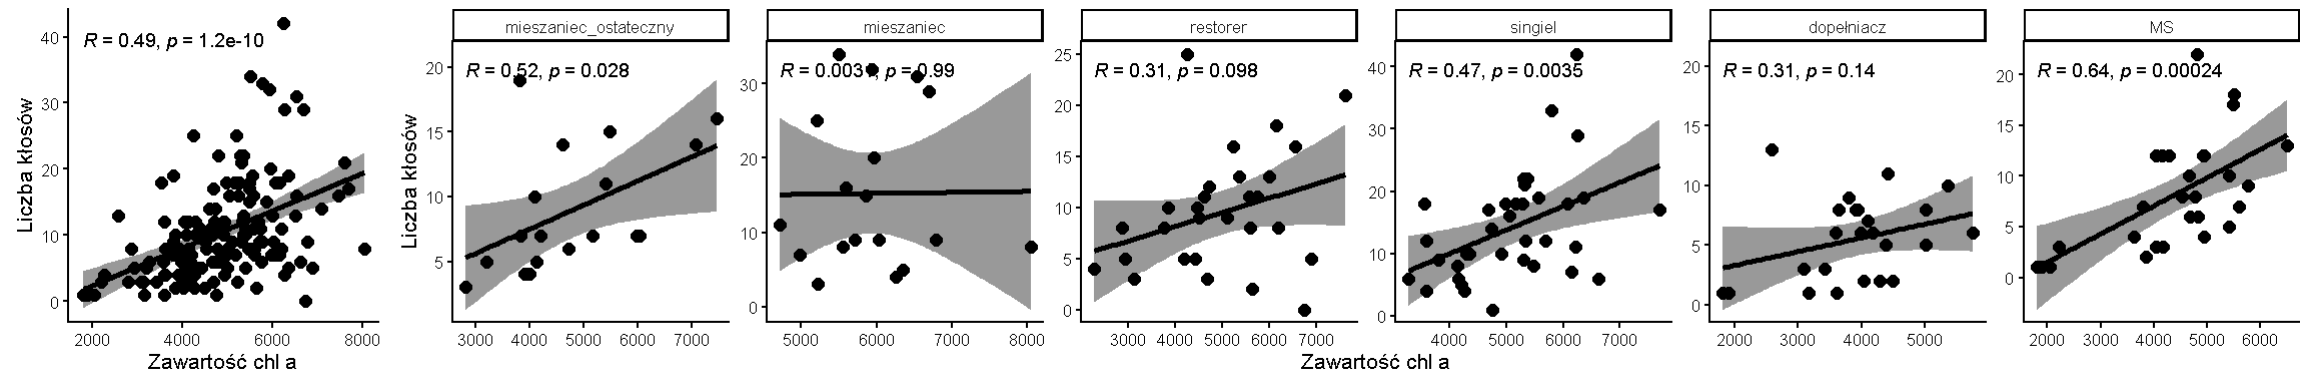 Liczba kłosów
40
30
20
10
0
R = 0.49, p = 1.2e-10
2000 4000 6000 8000
Zawartość chl a
Liczba kłosów
mieszaniec_ostateczny
20
15
10
5
R = 0.52, p = 0.028
3000 4000 5000 6000 7000
mieszaniec
30
20
10
0
p = 0.99
5000 6000 7000 8000
restorer
25
20
15
10
5
0
R = 0.31, p = 0.098
3000 4000 5000 6000 7000
singiel
40
30
20
10
0
R = 0.47, p = 0.0035
4000 5000 6000 7000
dopełniacz
20
15
10
5
0
R = 0.31, p = 0.14
2000 3000 4000 5000
MS
20
15
10
5
0
R = 0.64, p = 0.00024
2000 3000 4000 5000 6000
Zawartość chl a